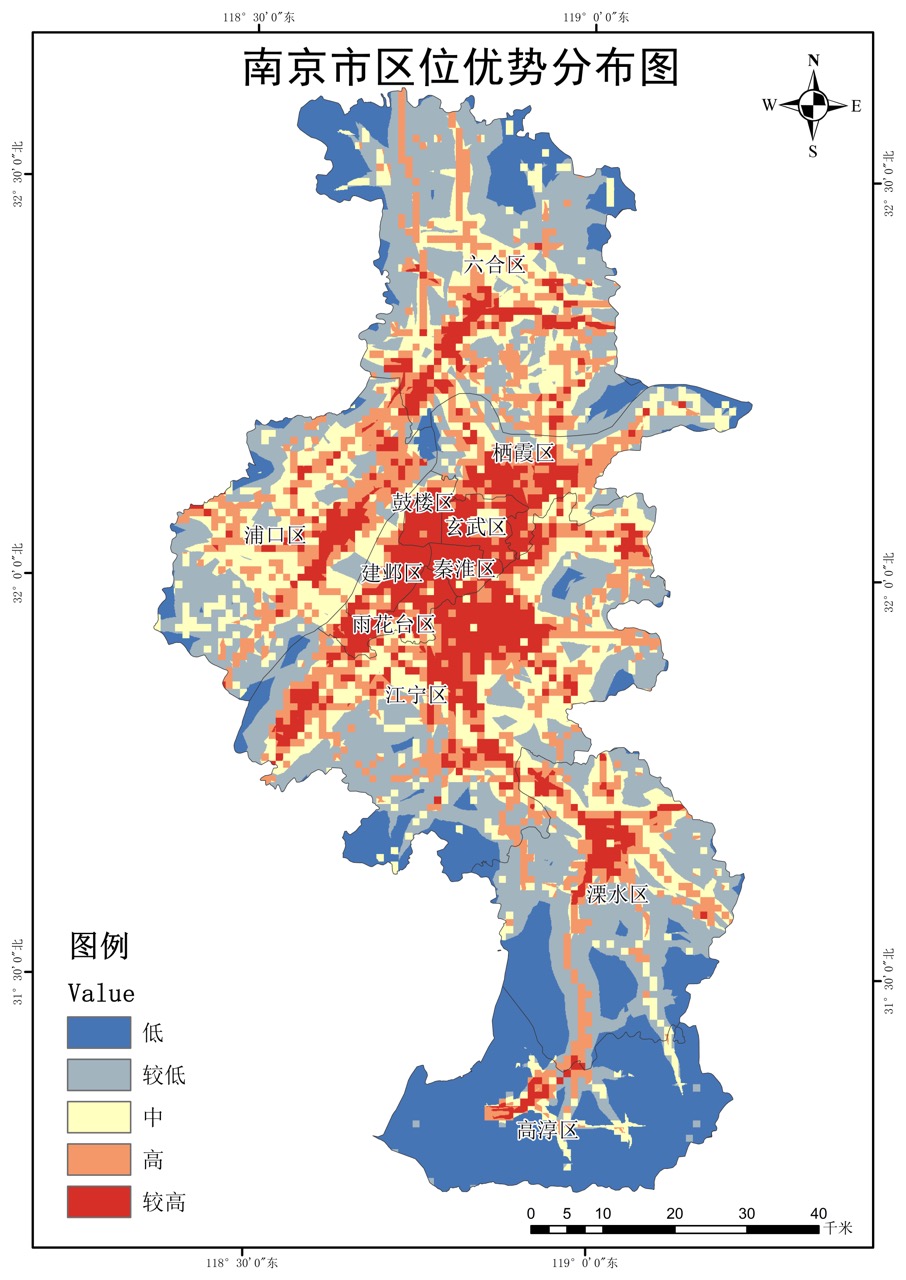 118° 30′0″东
119° 0′0″东
南京市区位优势分布图
N
W
E
S
32° 30′0″北
32° 30′0″北
六合区
栖霞区
鼓楼区
玄武区
浦口区
建邺区
秦淮区
32° 0′0″北
32° 0′0″北
雨花台区
江宁区
溧水区
图例
31° 30′0″北
31° 30′0″北
Value
低
较低
中
高
较高
高淳区
0 5 10 20 30 40
千米
118° 30′0″东
119° 0′0″东